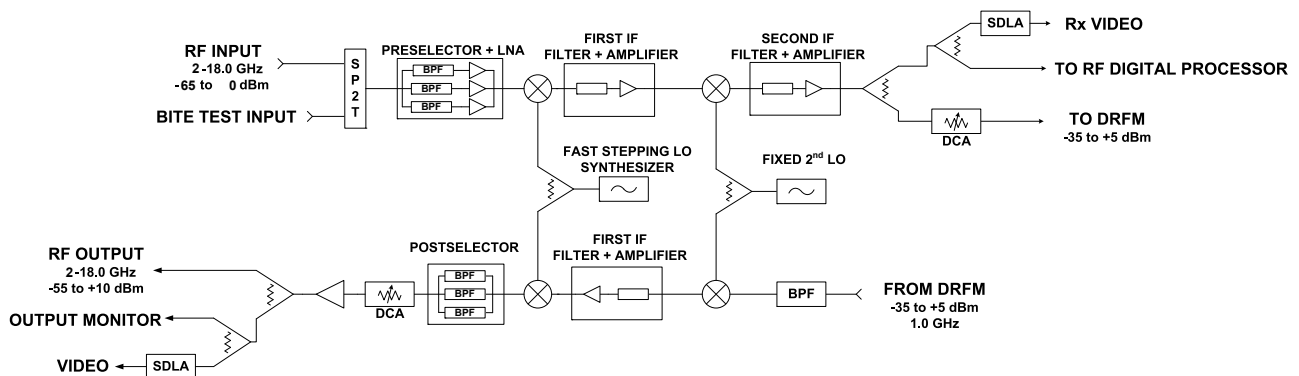 RF INPUT
2-18.0 GHz
-65 to 0 dBm
BITE TEST INPUT
S
P
2
T
PRESELECTOR + LNA
BPF
BPF
BPF
FIRST IF
FILTER + AMPLIFIER
SECOND IF
FILTER + AMPLIFIER
SDLA
Rx VIDEO
TO RF DIGITAL PROCESSOR
DCA
TO DRFM
-35 to +5 dBm
FAST STEPPING LO
SYNTHESIZER
FIXED 2nd LO
RF OUTPUT
2-18.0 GHz
-55 to +10 dBm
OUTPUT MONITOR
VIDEO
SDLA
DCA
POSTSELECTOR
BPF
BPF
BPF
FIRST IF
FILTER + AMPLIFIER
BPF
FROM DRFM
-35 to +5 dBm
1.0 GHz